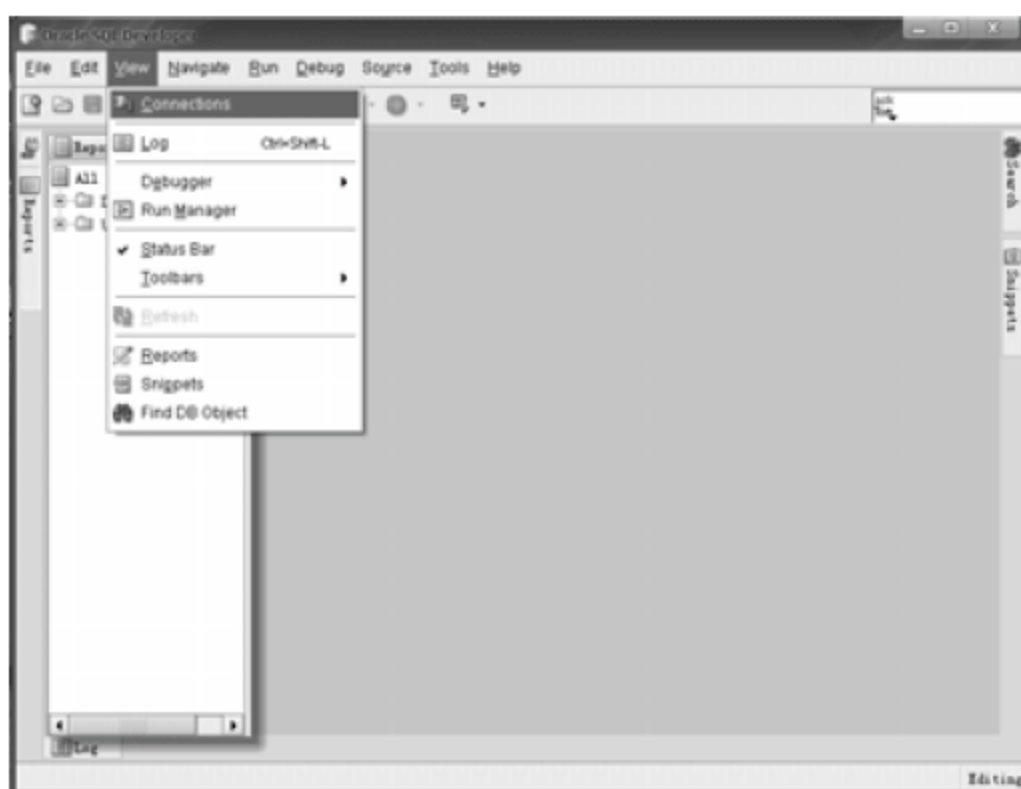 Oracle SQL Developer
File Edit View Navigate Run Debug Source Tools Help
Connections
Log Ctrl+Shift-L
Debugger
Run Manager
Status Bar
Toolbars
Refresh
Reports
Snippets
Find DB Object
All
Reports
Search
Snippets
Log
Editing